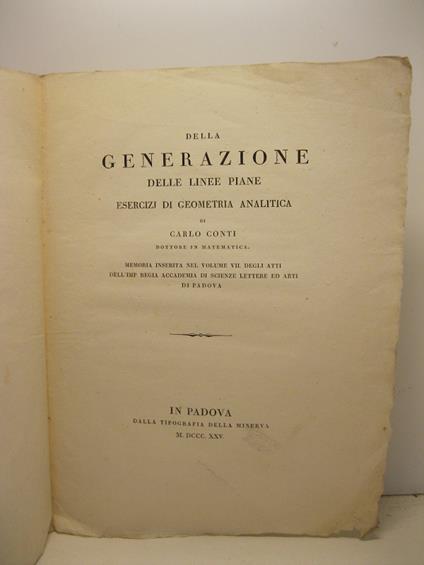 DELLA
GENERAZIONE
DELLE LINEE PIANE
ESERCIZJ DI GEOMETRIA ANALITICA
DI
CARLO CONTI
DOTTORE IN MATEMATICA.
MEMORIA INSERITA NEL VOLUME VII. DEGLI ATTI
DELL'IMP REGIA ACCADEMIA DI SCIENZE LETTERE ED ARTI
DI PADOVA
IN PADOVA
DALLA TIPOGRAFIA DELLA MINERVA
M. DCCC. XXV.